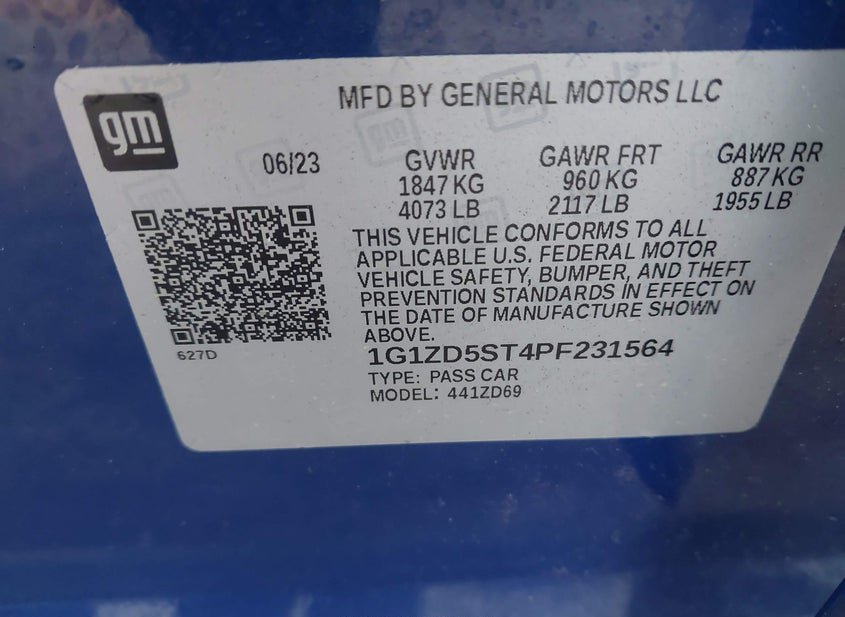 MFD BY GENERAL MOTORS LLC
gm
06/23
GVWR
1847 KG
4073 LB
GAWR FRT
960 KG
2117 LB
GAWR RR
887 KG
1955 LB
THIS VEHICLE CONFORMS TO ALL
APPLICABLE U.S. FEDERAL MOTOR
VEHICLE SAFETY, BUMPER, AND THEFT
PREVENTION STANDARDS IN EFFECT ON
THE DATE OF MANUFACTURE SHOWN
ABOVE.
627D
1G1ZD5ST4PF231564
TYPE: PASS CAR
MODEL: 441ZD69